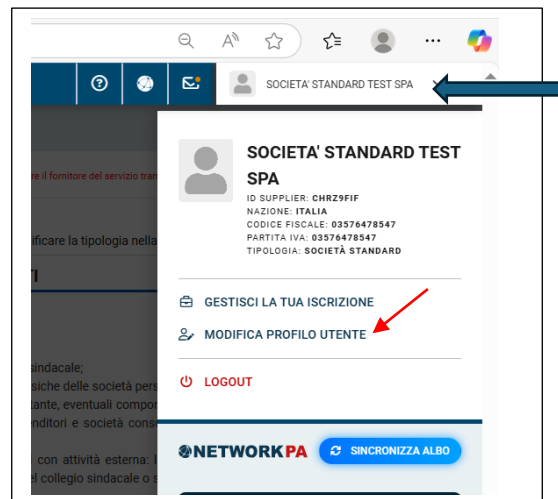 SOCIETA' STANDARD TEST SPA
SOCIETA' STANDARD TEST
SPA
ID SUPPLIER: CHRZ9FIF
NAZIONE: ITALIA
CODICE FISCALE: 03576478547
PARTITA IVA: 03576478547
TIPOLOGIA: SOCIETÀ STANDARD
re il fornitore del servizio tran
ificare la tipologia nella
TI
GESTISCI LA TUA ISCRIZIONE
MODIFICA PROFILO UTENTE
LOGOUT
sindacale;
siche delle società pers
tante, eventuali compon
enditori e società cons
con attività esterna: l
el collegio sindacale o s
NETWORKPA
SINCRONIZZA ALBO